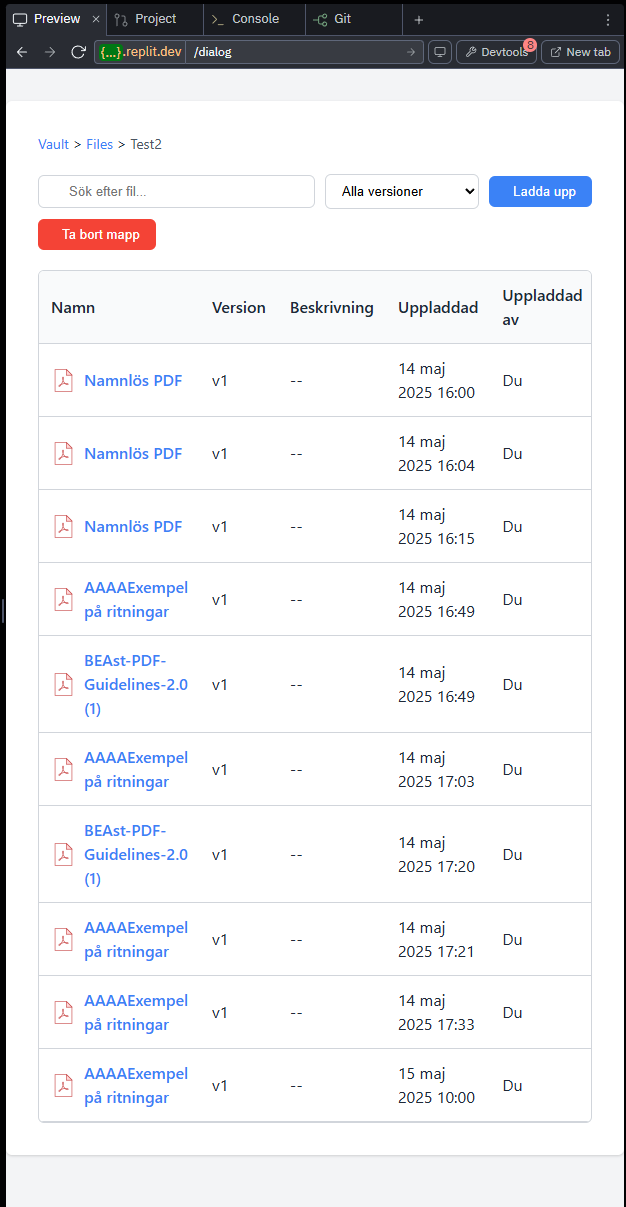 Preview × Project Console Git +
{...}.replit.dev /dialog Devtools 8 New tab
Vault > Files > Test2
Sök efter fil... Alla versioner Ladda upp
Ta bort mapp
Namn Version Beskrivning Uppladdad Uppladdad
av
Namnlös PDF v1 -- 14 maj
2025 16:00 Du
Namnlös PDF v1 -- 14 maj
2025 16:04 Du
Namnlös PDF v1 -- 14 maj
2025 16:15 Du
AAAAExempel
på ritningar v1 -- 14 maj
2025 16:49 Du
BEAst-PDF-
Guidelines-2.0
(1) v1 -- 14 maj
2025 16:49 Du
AAAAExempel
på ritningar v1 -- 14 maj
2025 17:03 Du
BEAst-PDF-
Guidelines-2.0
(1) v1 -- 14 maj
2025 17:20 Du
AAAAExempel
på ritningar v1 -- 14 maj
2025 17:21 Du
AAAAExempel
på ritningar v1 -- 14 maj
2025 17:33 Du
AAAAExempel
på ritningar v1 -- 15 maj
2025 10:00 Du